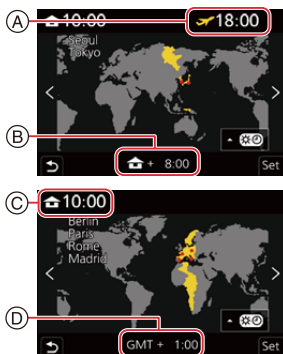 A
10:00 18:00
Seoul
Tokyo
B
+ 8:00
Set
C
10:00
Berlin
Paris
Rome
Madrid
D
GMT + 1:00
Set